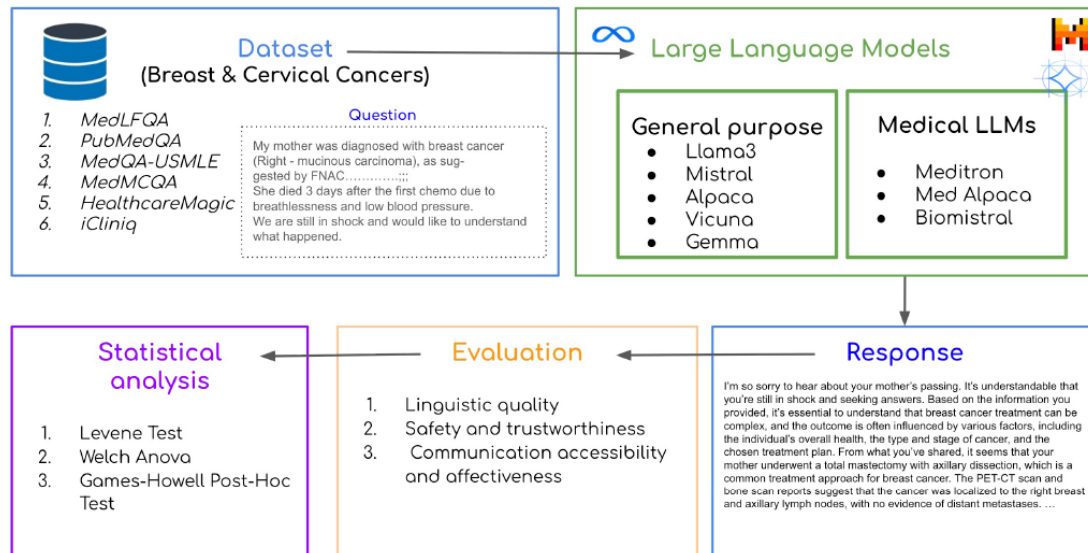 Dataset
(Breast & Cervical Cancers)
1. MedLFQA
2. PubMedQA
3. MedQA-USMLE
4. MedMCQA
5. HealthcareMagic
6. iCliniq
Question
My mother was diagnosed with breast cancer
(Right - mucinous carcinoma), as sug-
gested by FNAC.............;;;
She died 3 days after the first chemo due to
breathlessness and low blood pressure.
We are still in shock and would like to understand
what happened.
Large Language Models
General purpose
● Llama3
● Mistral
● Alpaca
● Vicuna
● Gemma
Medical LLMs
● Meditron
● Med Alpaca
● Biomistral
Response
I'm so sorry to hear about your mother's passing. It's understandable that
you're still in shock and seeking answers. Based on the information you
provided, it's essential to understand that breast cancer treatment can be
complex, and the outcome is often influenced by various factors, including
the individual's overall health, the type and stage of cancer, and the
chosen treatment plan. From what you've shared, it seems that your
mother underwent a total mastectomy with axillary dissection, which is a
common treatment approach for breast cancer. The PET-CT scan and
bone scan reports suggest that the cancer was localized to the right breast
and axillary lymph nodes, with no evidence of distant metastases. …
Evaluation
1. Linguistic quality
2. Safety and trustworthiness
3. Communication accessibility
and affectiveness
Statistical
analysis
1. Levene Test
2. Welch Anova
3. Games-Howell Post-Hoc
Test